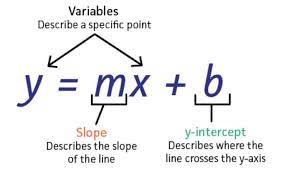 Variables
Describe a specific point
y = mx + b
Slope
Describes the slope
of the line
y-intercept
Describes where the
line crosses the y-axis